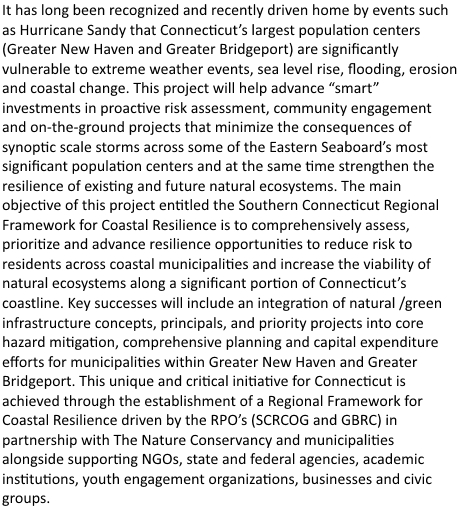 It has long been recognized and recently driven home by events such
as Hurricane Sandy that Connecticut’s largest population centers
(Greater New Haven and Greater Bridgeport) are significantly
vulnerable to extreme weather events, sea level rise, flooding, erosion
and coastal change. This project will help advance “smart”
investments in proactive risk assessment, community engagement
and on-the-ground projects that minimize the consequences of
synoptic scale storms across some of the Eastern Seaboard’s most
significant population centers and at the same time strengthen the
resilience of existing and future natural ecosystems. The main
objective of this project entitled the Southern Connecticut Regional
Framework for Coastal Resilience is to comprehensively assess,
prioritize and advance resilience opportunities to reduce risk to
residents across coastal municipalities and increase the viability of
natural ecosystems along a significant portion of Connecticut’s
coastline. Key successes will include an integration of natural /green
infrastructure concepts, principals, and priority projects into core
hazard mitigation, comprehensive planning and capital expenditure
efforts for municipalities within Greater New Haven and Greater
Bridgeport. This unique and critical initiative for Connecticut is
achieved through the establishment of a Regional Framework for
Coastal Resilience driven by the RPO’s (SCRCOG and GBRC) in
partnership with The Nature Conservancy and municipalities
alongside supporting NGOs, state and federal agencies, academic
institutions, youth engagement organizations, businesses and civic
groups.